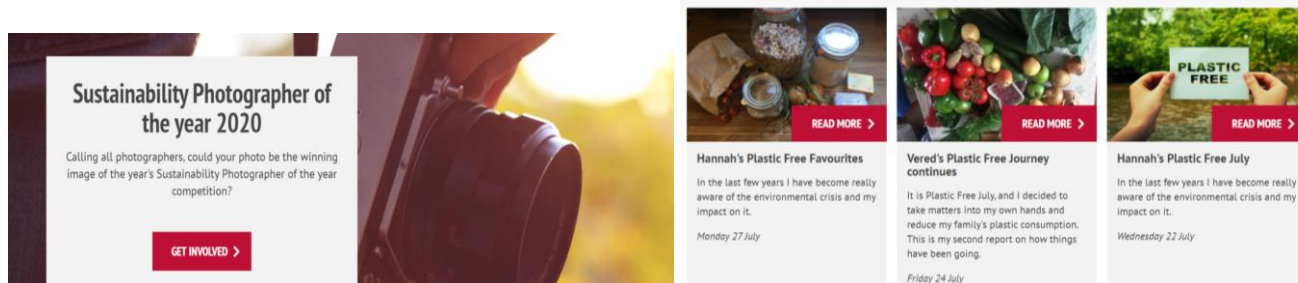 Sustainability Photographer of
the year 2020
Calling all photographers, could your photo be the winning
image of the year's Sustainability Photographer of the year
competition?
GET INVOLVED
READ MORE
Hannah's Plastic Free Favourites
In the last few years I have become really
aware of the environmental crisis and my
impact on it.
Monday 27 July
READ MORE
Vered's Plastic Free Journey
continues
It is Plastic Free July, and I decided to
take matters into my own hands and
reduce my family's plastic consumption.
This is my second report on how things
have been going.
Friday 24 July
PLASTIC
FREE
READ MORE
Hannah's Plastic Free July
In the last few years I have become really
aware of the environmental crisis and my
impact on it.
Wednesday 22 July